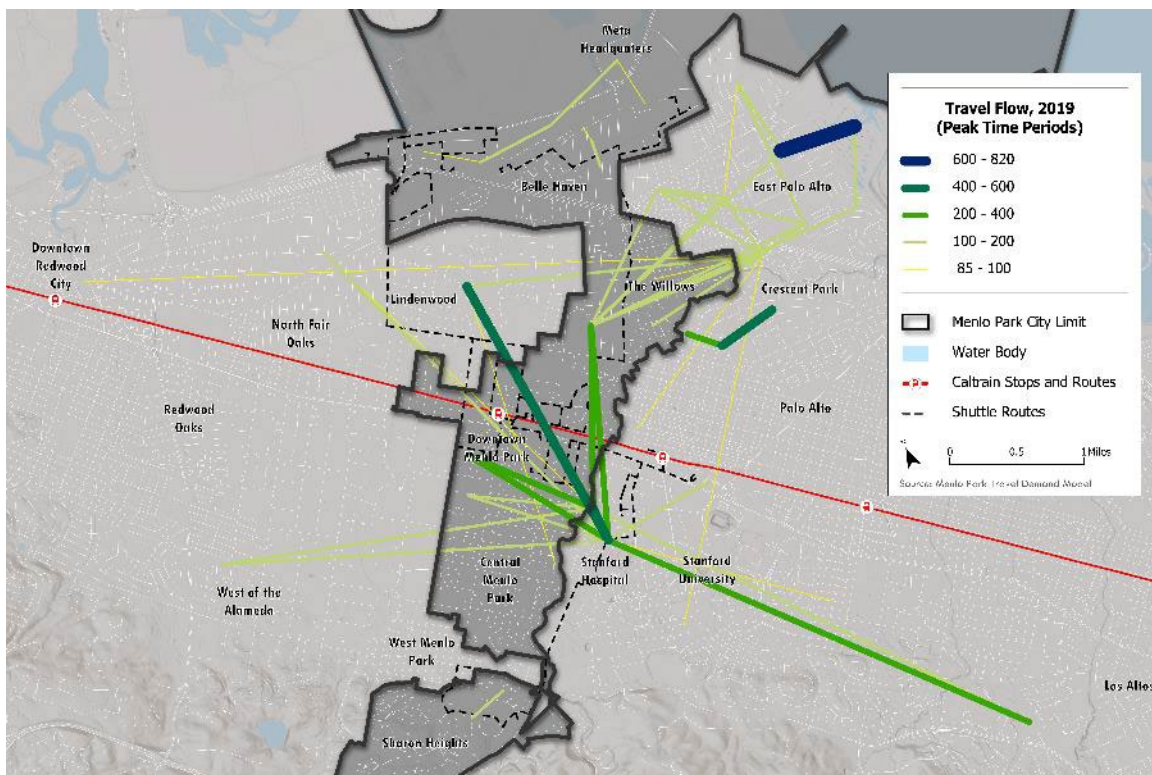 Meta
Headquaters
Belle Haven
East Palo Alto
Downtown
Redwood
City
Lindenwood
The Willows
Crescent Park
North Fair
Oaks
Redwood
Oaks
Palo Alto
Downtown
Menlo Park
Central
Menlo
Park
Stanford
Hospital
Stanford
University
West of the
Alameda
West Menlo
Park
Los Altos
Sharon Heights
Travel Flow, 2019
(Peak Time Periods)
600 - 820
400 - 600
200 - 400
100 - 200
85 - 100
Menlo Park City Limit
Water Body
Caltrain Stops and Routes
Shuttle Routes
0 0.5 1 Miles
Source: Menlo Park Travel Demand Model